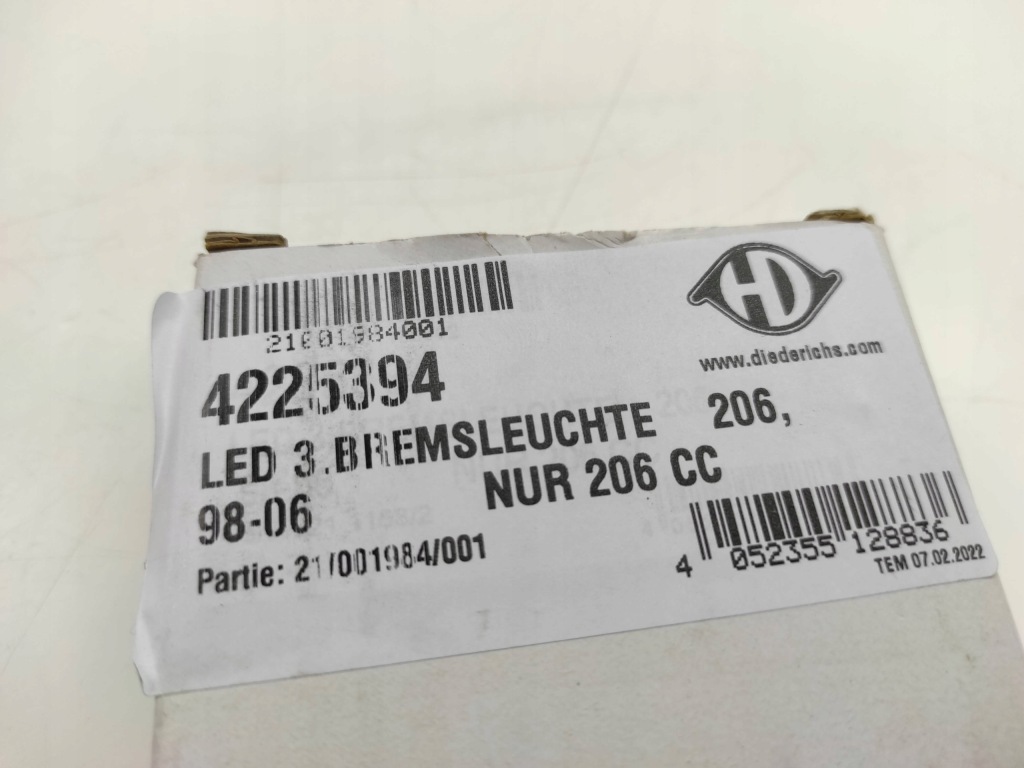 21001984001
HD
www.diederichs.com
4225394
LED 3.BREMSLEUCHTE 206,
98-06 NUR 206 CC
Partie: 21/001984/001
4 052355 128836
TEM 07.02.2022